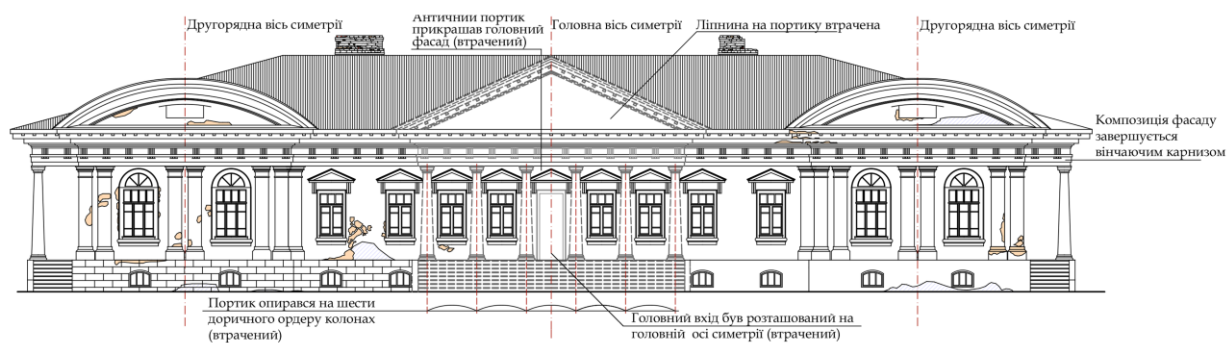 Другорядна вісь симетрії
Античний портик
прикрашав головний
фасад (втрачений)
Головна вісь симетрії
Ліпнина на портику втрачена
Другорядна вісь симетрії
Композиція фасаду
завершується
вінчаючим карнизом
Портик опирався на шести
доричного ордеру колонах
(втрачений)
Головний вхід був розташований на
головній осі симетрії (втрачений)